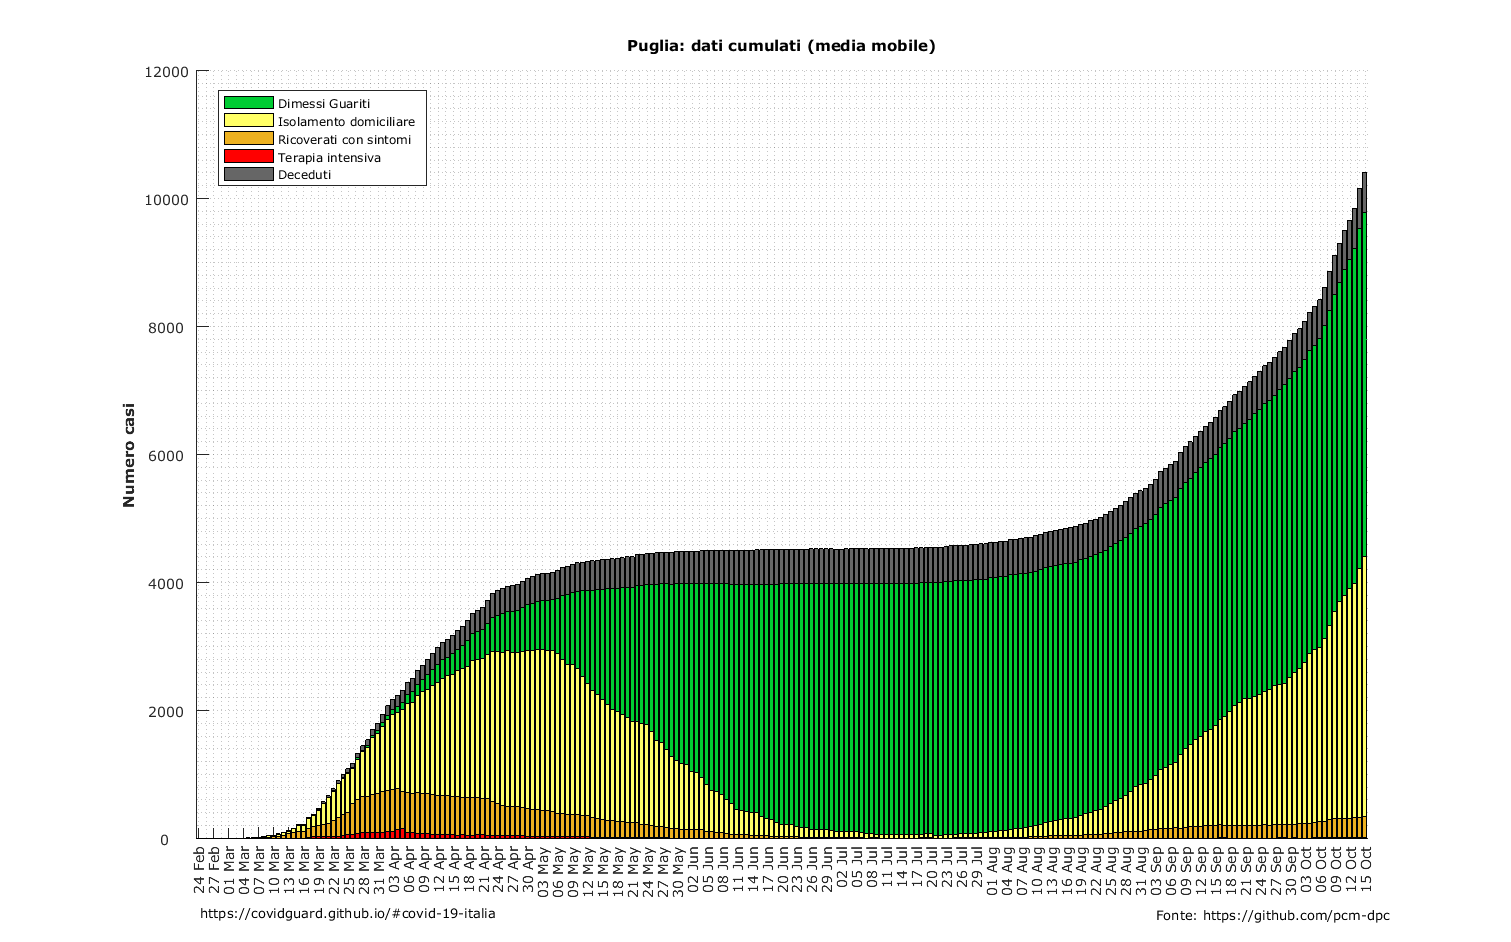 Puglia: dati cumulati (media mobile)
12000
10000
8000
6000
4000
2000
0
Numero casi
Dimessi Guariti
Isolamento domiciliare
Ricoverati con sintomi
Terapia intensiva
Deceduti
24 Feb
27 Feb
01 Mar
04 Mar
07 Mar
10 Mar
13 Mar
16 Mar
19 Mar
22 Mar
25 Mar
28 Mar
31 Mar
03 Apr
06 Apr
09 Apr
12 Apr
15 Apr
18 Apr
21 Apr
24 Apr
27 Apr
30 Apr
03 May
06 May
09 May
12 May
15 May
18 May
21 May
24 May
27 May
30 May
02 Jun
05 Jun
08 Jun
11 Jun
14 Jun
17 Jun
20 Jun
23 Jun
26 Jun
29 Jun
02 Jul
05 Jul
08 Jul
11 Jul
14 Jul
17 Jul
20 Jul
23 Jul
26 Jul
29 Jul
01 Aug
04 Aug
07 Aug
10 Aug
13 Aug
16 Aug
19 Aug
22 Aug
25 Aug
28 Aug
31 Aug
03 Sep
06 Sep
09 Sep
12 Sep
15 Sep
18 Sep
21 Sep
24 Sep
27 Sep
30 Sep
03 Oct
06 Oct
09 Oct
12 Oct
15 Oct
https://covidguard.github.io/#covid-19-italia
Fonte: https://github.com/pcm-dpc